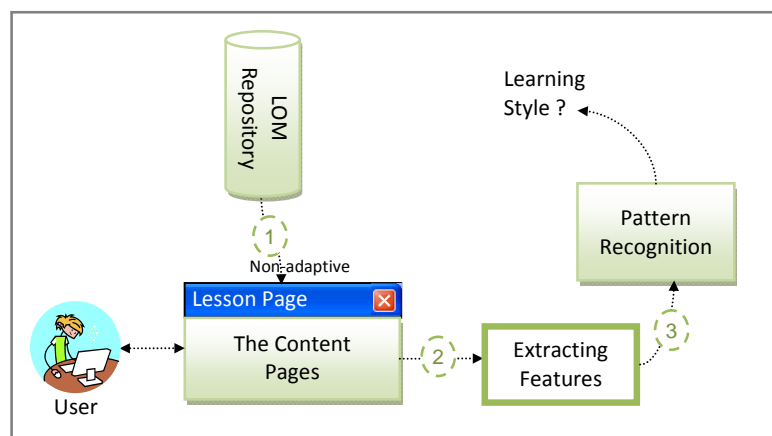 LOM
Repository
Learning
Style ?
1
Non-adaptive
Pattern
Recognition
Lesson Page
The Content
Pages
2
Extracting
Features
3
User